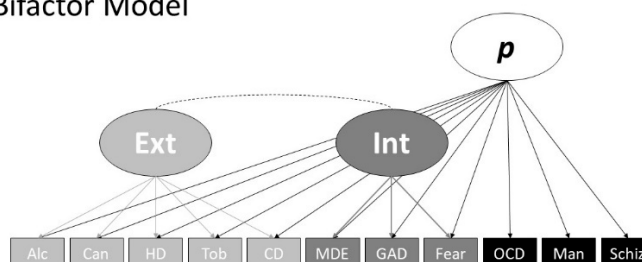 Bifactor Model
p
Ext
Int
Alc Can HD Tob CD MDE GAD Fear OCD Man Schiz